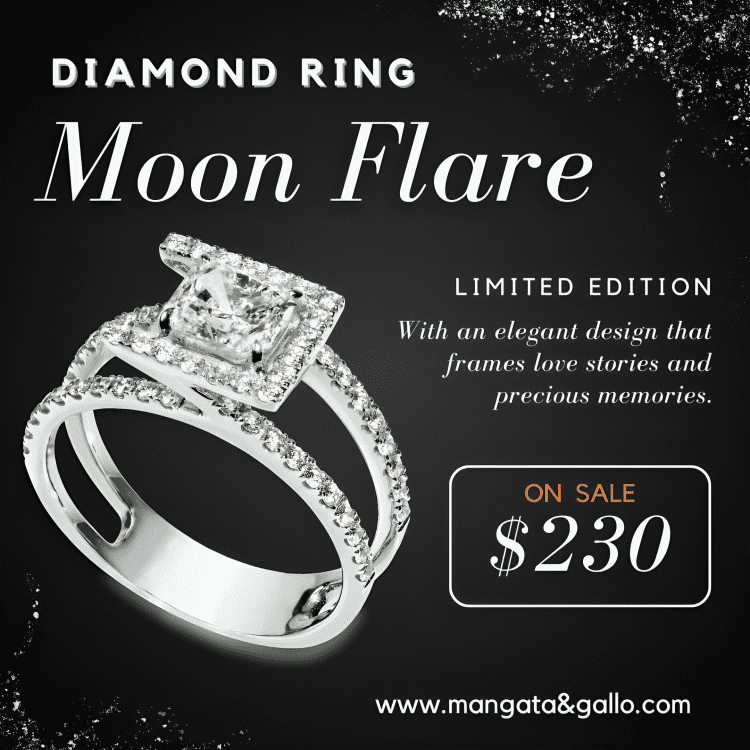 DIAMOND RING
Moon Flare
LIMITED EDITION
With an elegant design that
frames love stories and
precious memories.
ON SALE
$230
www.mangata&gallo.com